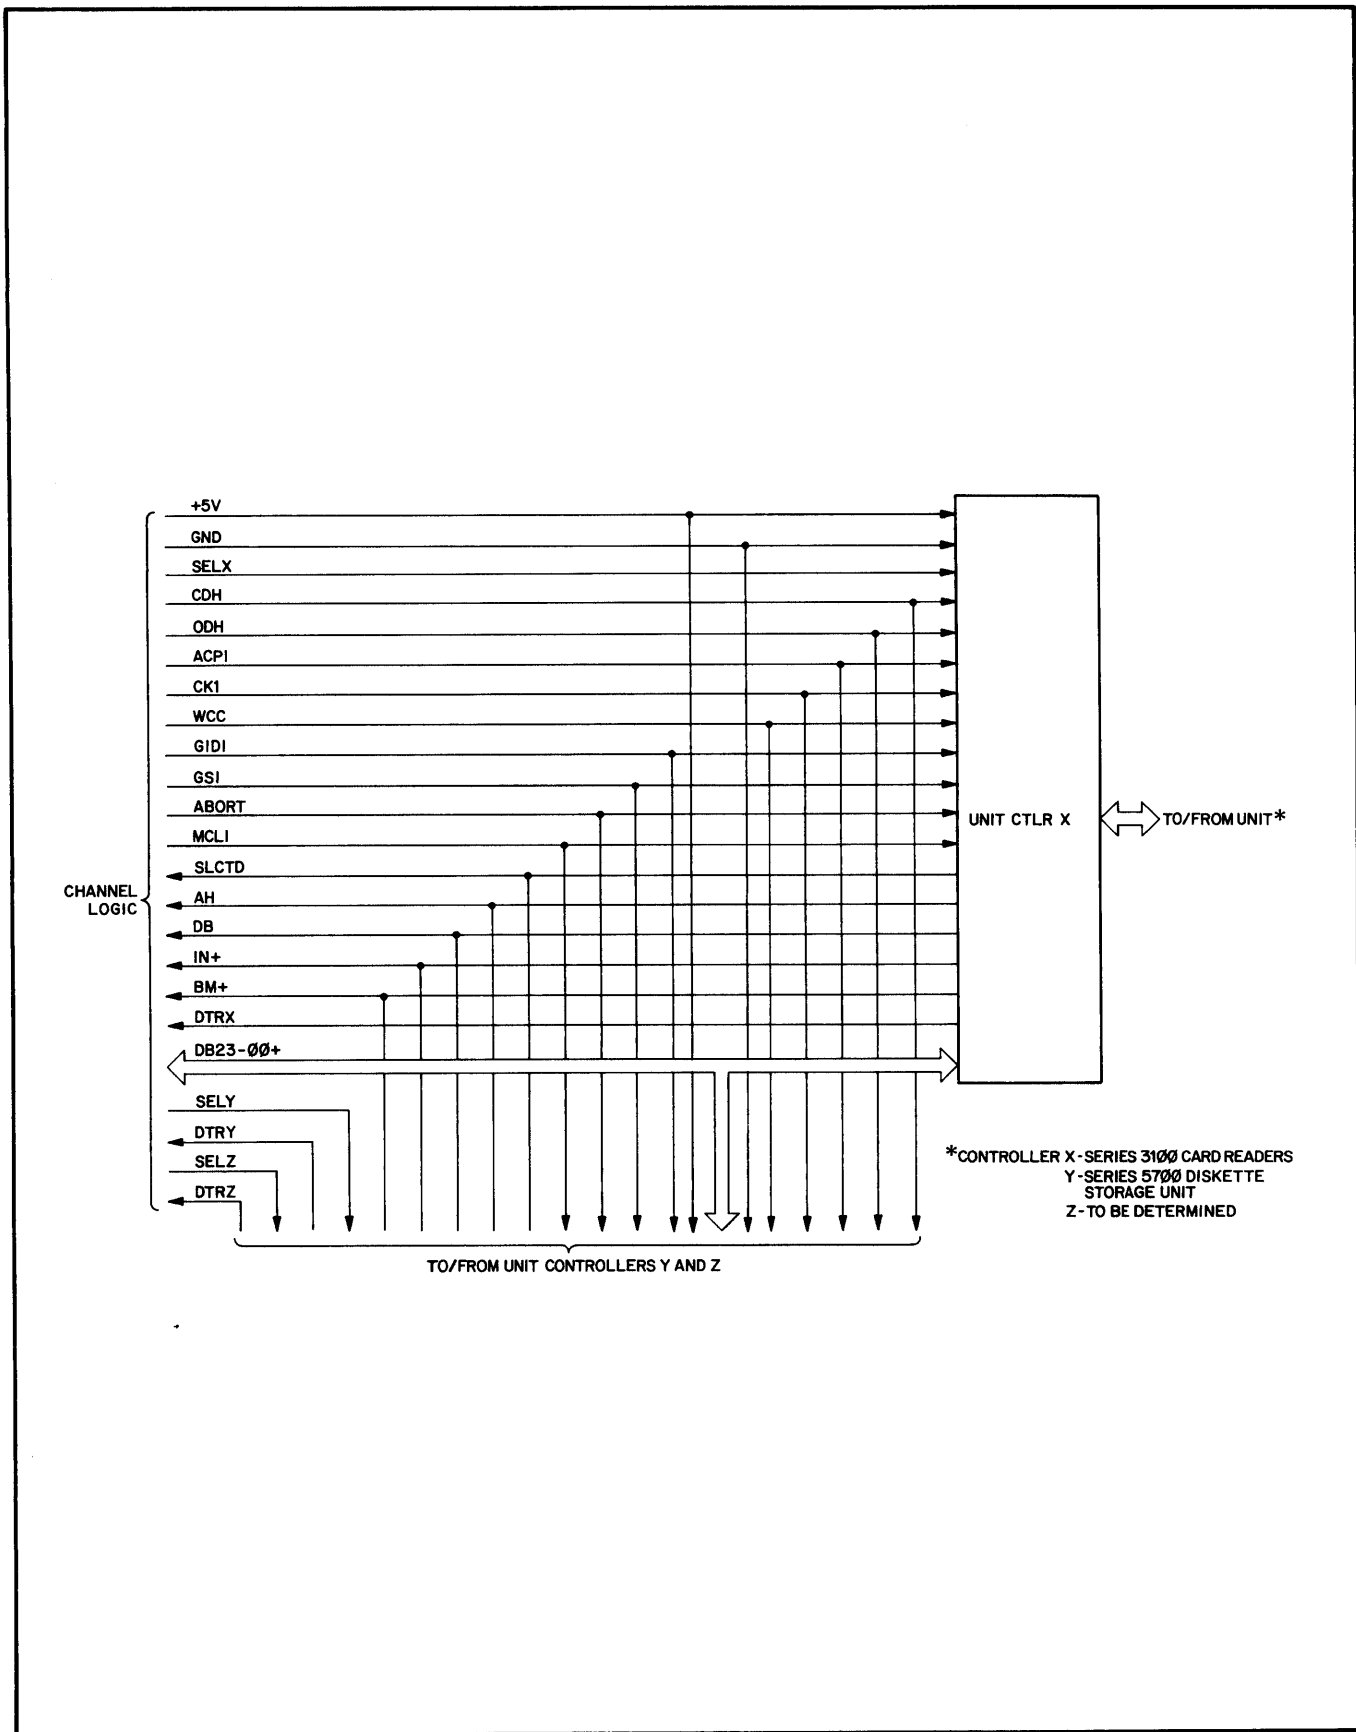 +5V
GND
SELX
CDH
ODH
ACP1
CK1
WCC
GIDI
GSI
ABORT
MCLI
SLCTD
AH
DB
IN+
BM+
DTRX
DB23-ØØ+
SELY
DTRY
SELZ
DTRZ
CHANNEL
LOGIC
UNIT CTLR X
TO/FROM UNIT*
*CONTROLLER X-SERIES 31ØØ CARD READERS
Y-SERIES 57ØØ DISKETTE
STORAGE UNIT
Z-TO BE DETERMINED
TO/FROM UNIT CONTROLLERS Y AND Z